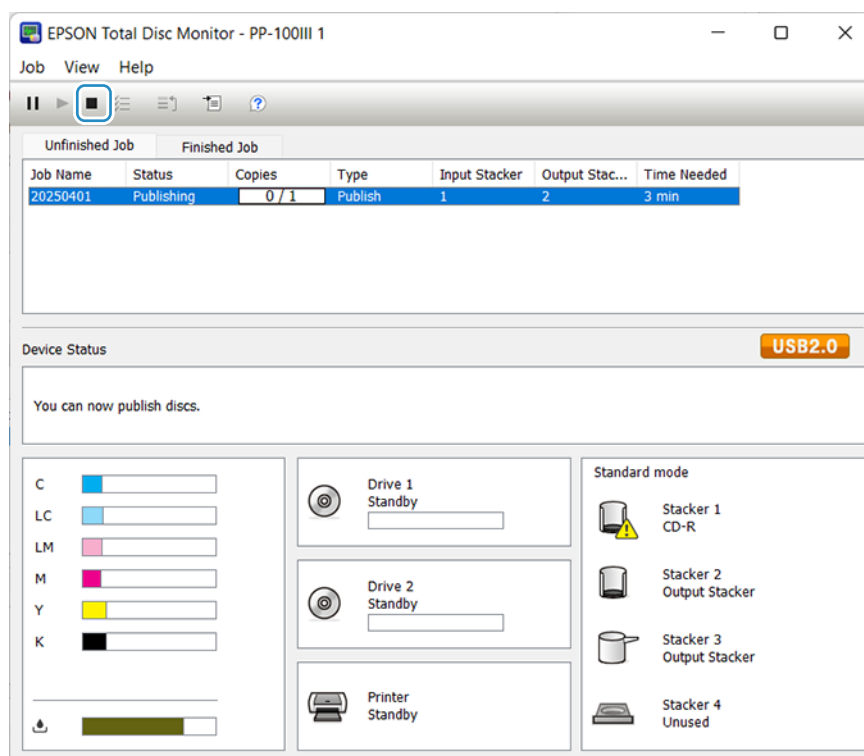 EPSON Total Disc Monitor - PP-100III 1
Job View Help
Unfinished Job Finished Job
Job Name Status Copies Type Input Stacker Output Stac... Time Needed
20250401 Publishing 0 / 1 Publish 1 2 3 min
Device Status
USB2.0
You can now publish discs.
C
LC
LM
M
Y
K
Drive 1
Standby
Drive 2
Standby
Printer
Standby
Standard mode
Stacker 1
CD-R
Stacker 2
Output Stacker
Stacker 3
Output Stacker
Stacker 4
Unused